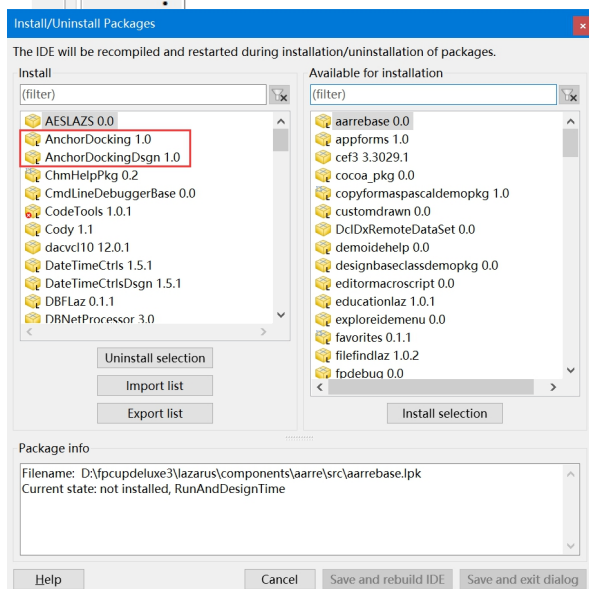 Install/Uninstall Packages
The IDE will be recompiled and restarted during installation/uninstallation of packages.
Install
(filter)
AESLAZS 0.0
AnchorDocking 1.0
AnchorDockingDsgn 1.0
ChmHelpPkg 0.2
CmdLineDebuggerBase 0.0
CodeTools 1.0.1
Cody 1.1
dacvcl10 12.0.1
DateTimeCtrls 1.5.1
DateTimeCtrlsDsgn 1.5.1
DBFLaz 0.1.1
DBNetProcessor 3.0
Uninstall selection
Import list
Export list
Available for installation
(filter)
aarrebase 0.0
appforms 1.0
cef3 3.3029.1
cocoa_pkg 0.0
copyformaspascaldemopkg 1.0
customdrawn 0.0
DclDxRemoteDataSet 0.0
demoidehelp 0.0
designbaseclassdemopkg 0.0
editormacroscript 0.0
educationlaz 1.0.1
exploreidemenu 0.0
favorites 0.1.1
filefindlaz 1.0.2
fpdebug 0.0
Install selection
Package info
Filename:  D:\fpcupdeluxe3\lazarus\components\aarre\src\aarrebase.lpk
Current state: not installed, RunAndDesignTime
Help
Cancel
Save and rebuild IDE
Save and exit dialog